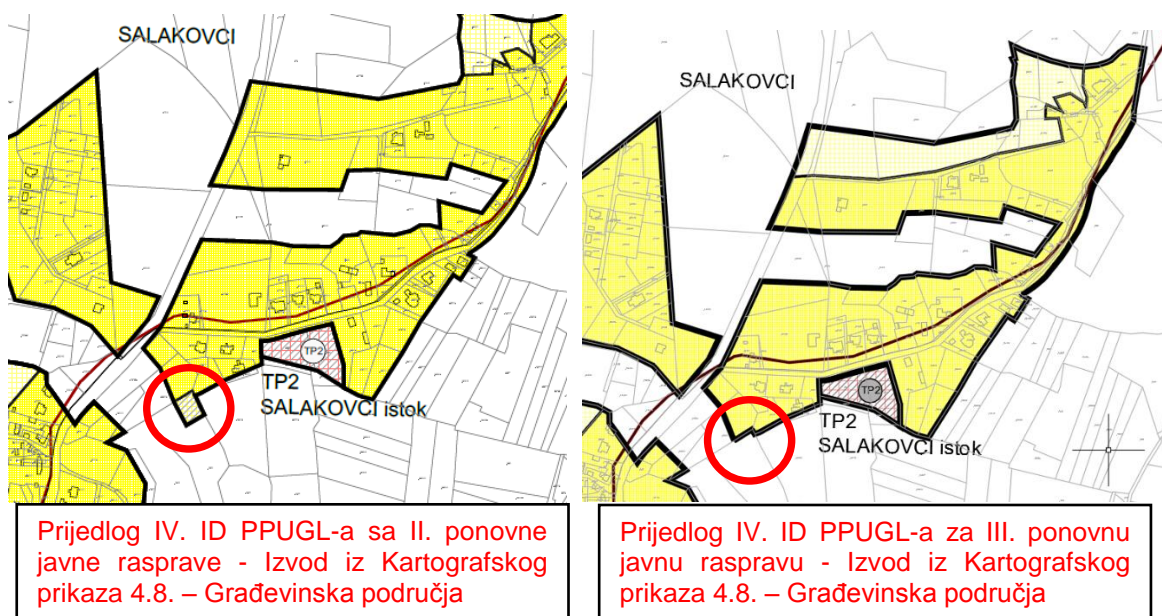 SALAKOVCI
TP2
TP2
SALAKOVCI istok
Prijedlog IV. ID PPUGL-a sa II. ponovne
javne rasprave - Izvod iz Kartografskog
prikaza 4.8. – Građevinska područja
SALAKOVCI
TP2
TP2
SALAKOVCI istok
Prijedlog IV. ID PPUGL-a za III. ponovnu
javnu raspravu - Izvod iz Kartografskog
prikaza 4.8. – Građevinska područja